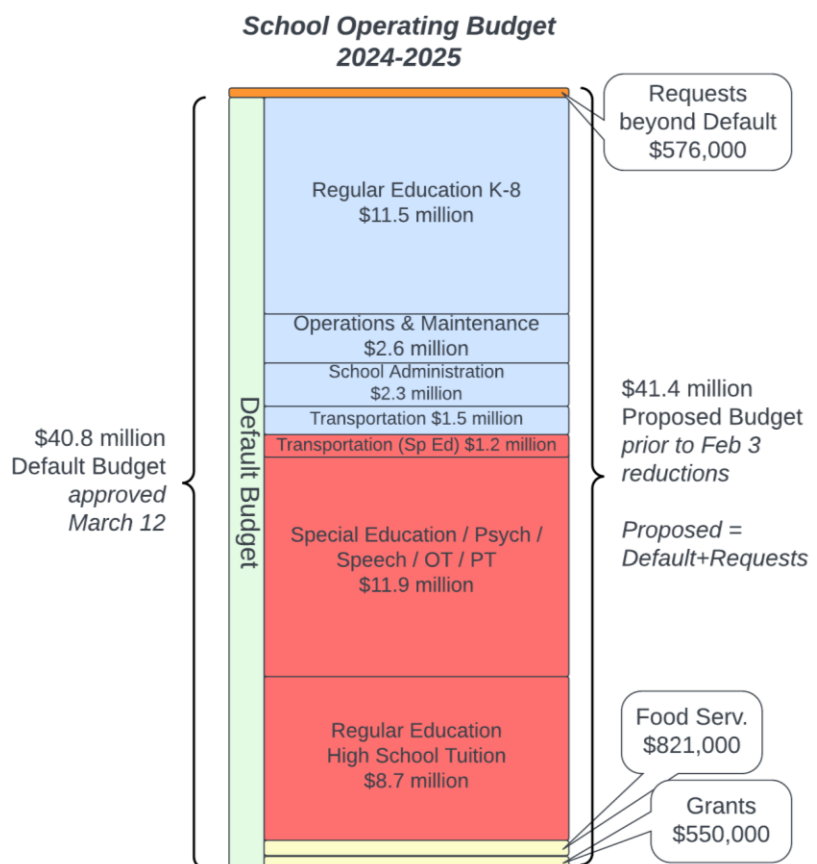 School Operating Budget
2024-2025
Requests
beyond Default
$576,000
Regular Education K-8
$11.5 million
Operations & Maintenance
$2.6 million
School Administration
$2.3 million
Transportation $1.5 million
Transportation (Sp Ed) $1.2 million
Special Education / Psych /
Speech / OT / PT
$11.9 million
Regular Education
High School Tuition
$8.7 million
Default Budget
$40.8 million
Default Budget
approved
March 12
$41.4 million
Proposed Budget
prior to Feb 3
reductions
Proposed =
Default+Requests
Food Serv.
$821,000
Grants
$550,000